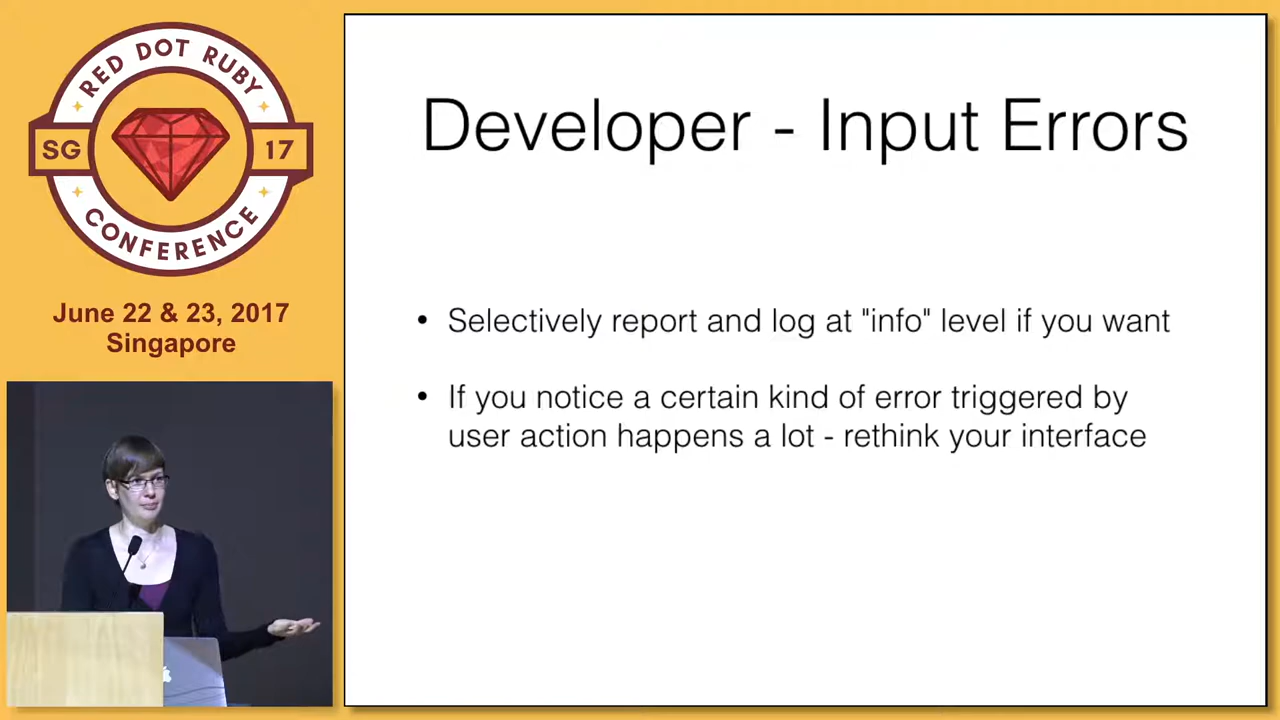 RED DOT RUBY
SG 17
CONFERENCE
June 22 & 23, 2017
Singapore
Developer - Input Errors
• Selectively report and log at "info" level if you want
• If you notice a certain kind of error triggered by
user action happens a lot - rethink your interface